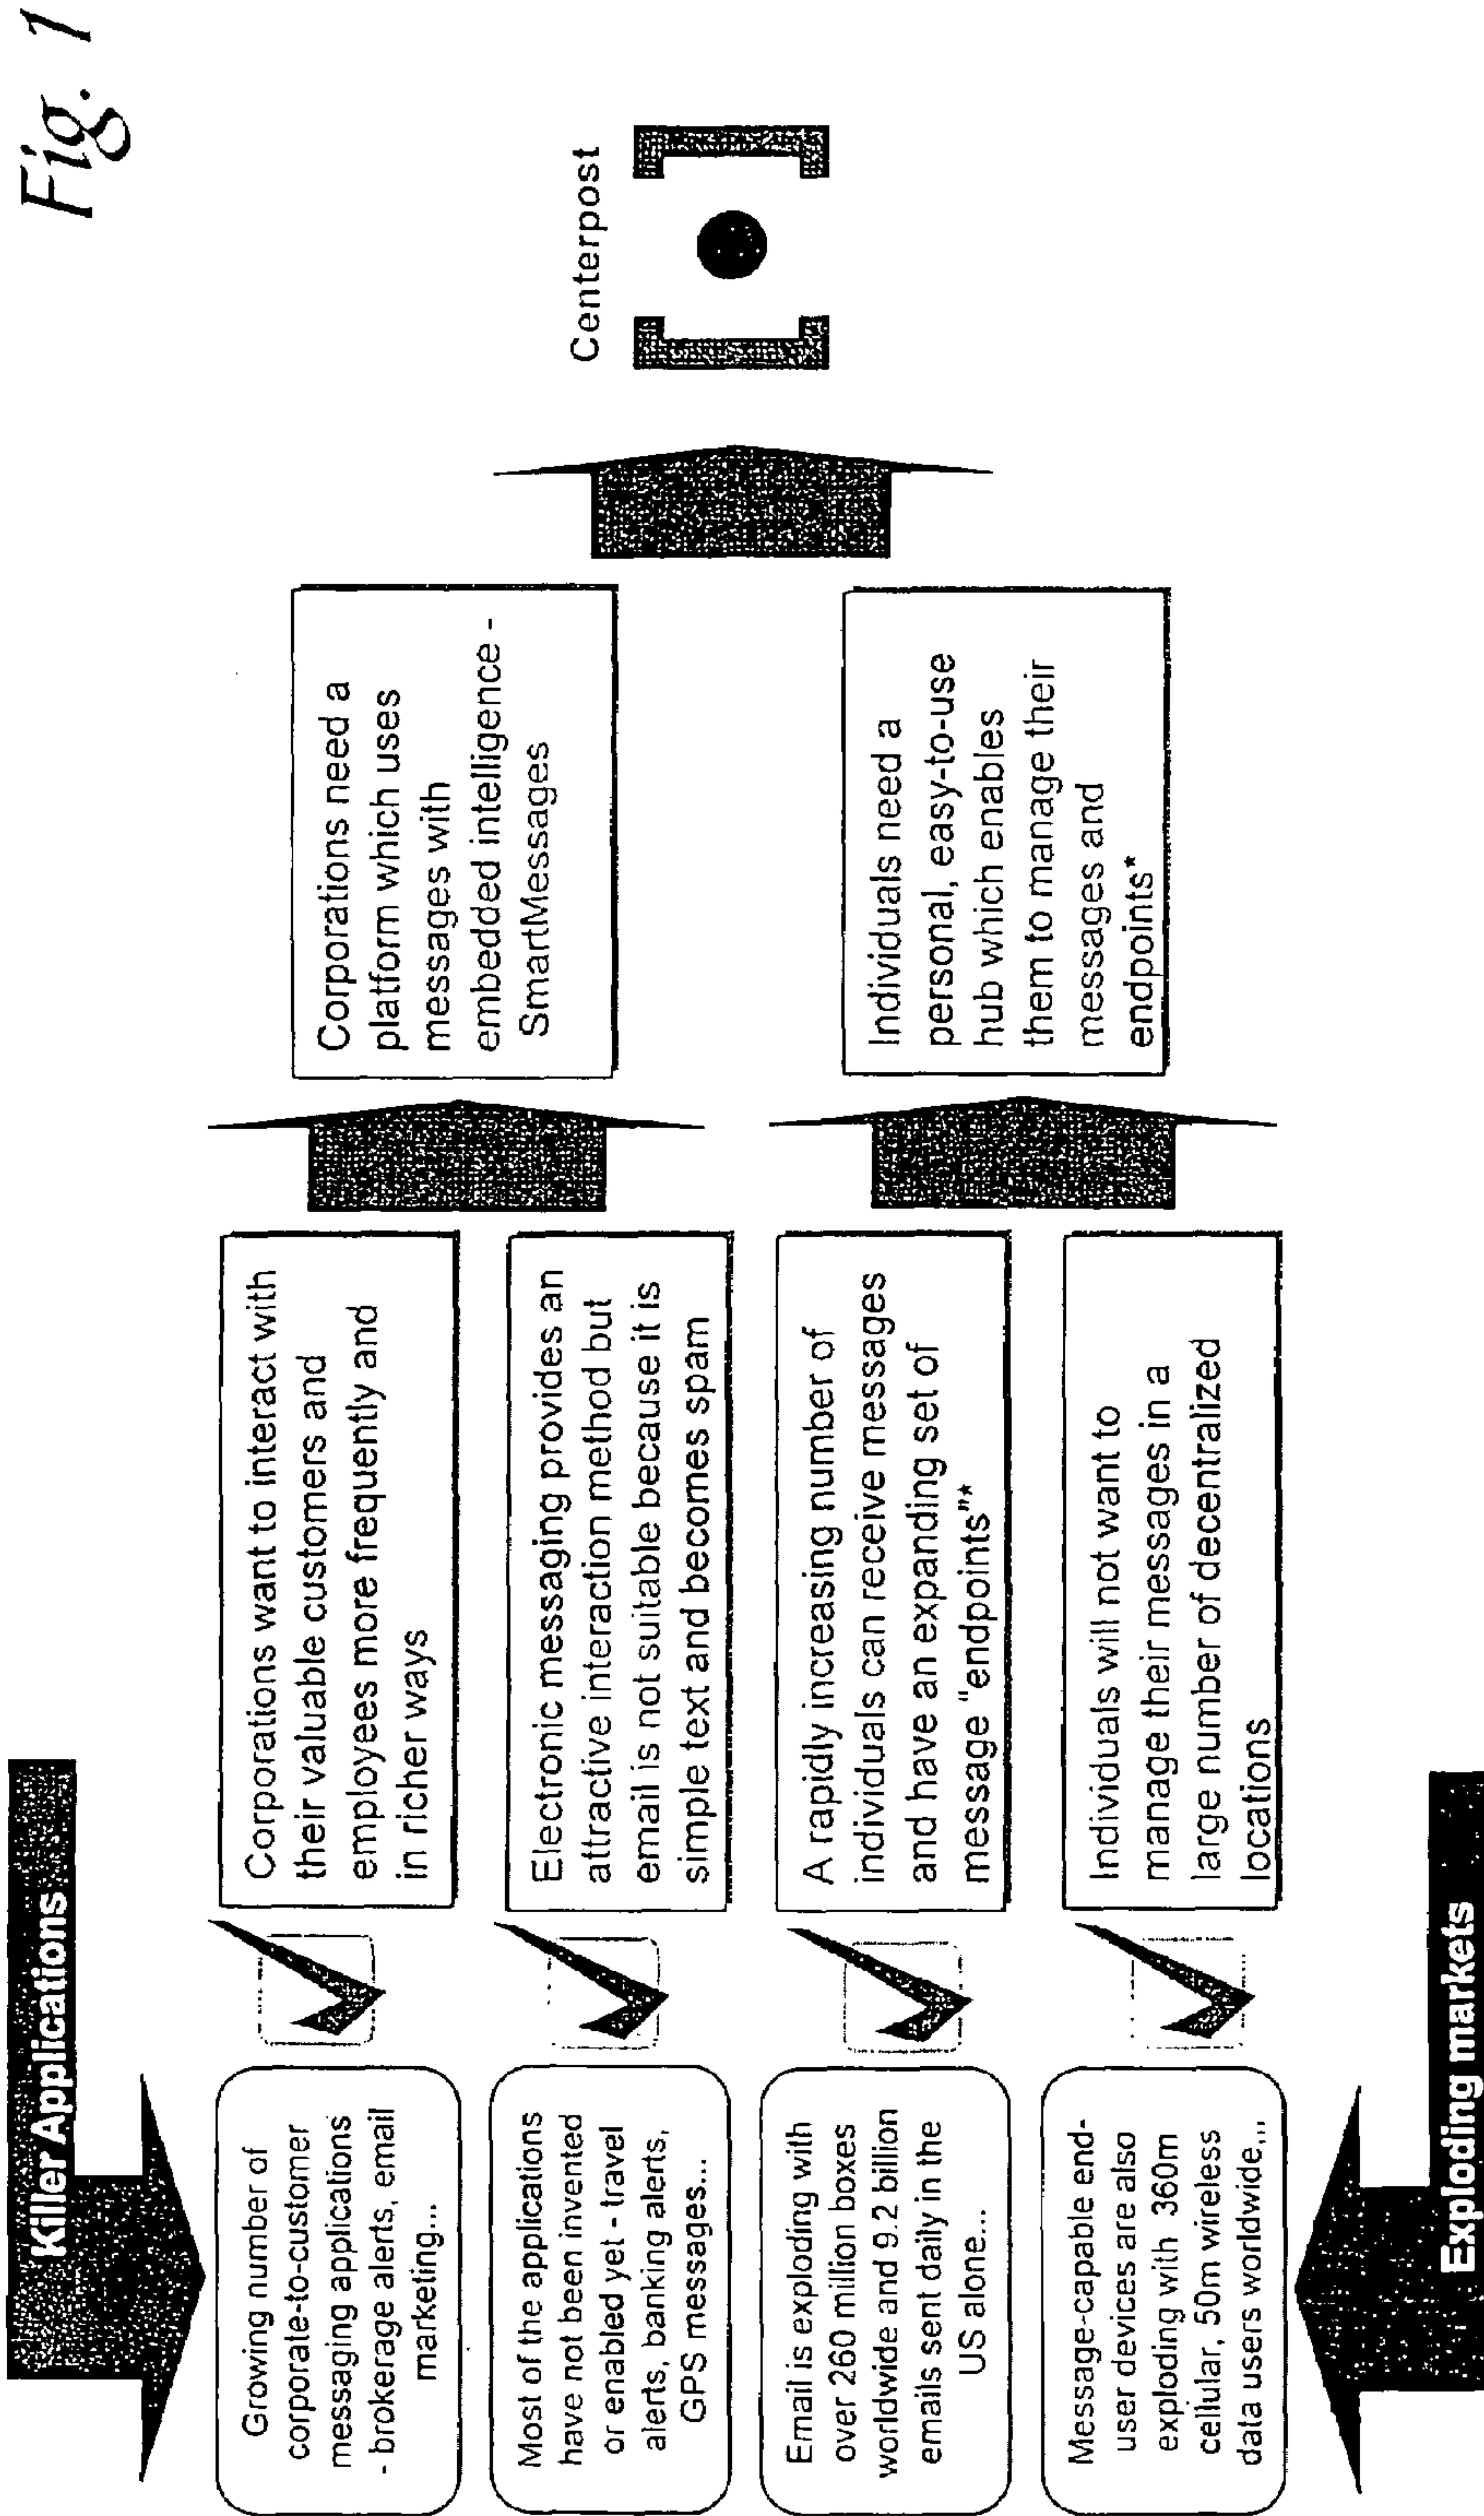 Fig. 1
Killer Applications
Growing number of
corporate-to-customer
messaging applications
- brokerage alerts, email
marketing...
Corporations want to interact with
their valuable customers and
employees more frequently and
in richer ways
Most of the applications
have not been invented
or enabled yet - travel
alerts, banking alerts,
GPS messages...
Electronic messaging provides an
attractive interaction method but
email is not suitable because it is
simple text and becomes spam
Corporations need a
platform which uses
messages with
embedded intelligence -
SmartMessages
Email is exploding with
over 260 million boxes
worldwide and 9.2 billion
emails sent daily in the
US alone...
A rapidly increasing number of
individuals can receive messages
and have an expanding set of
message "endpoints"*
Message-capable end-
user devices are also
exploding with 360m
cellular, 50m wireless
data users worldwide...
Individuals will not want to
manage their messages in a
large number of decentralized
locations
Individuals need a
personal, easy-to-use
hub which enables
them to manage their
messages and
endpoints*
Centerpost
Exploding markets